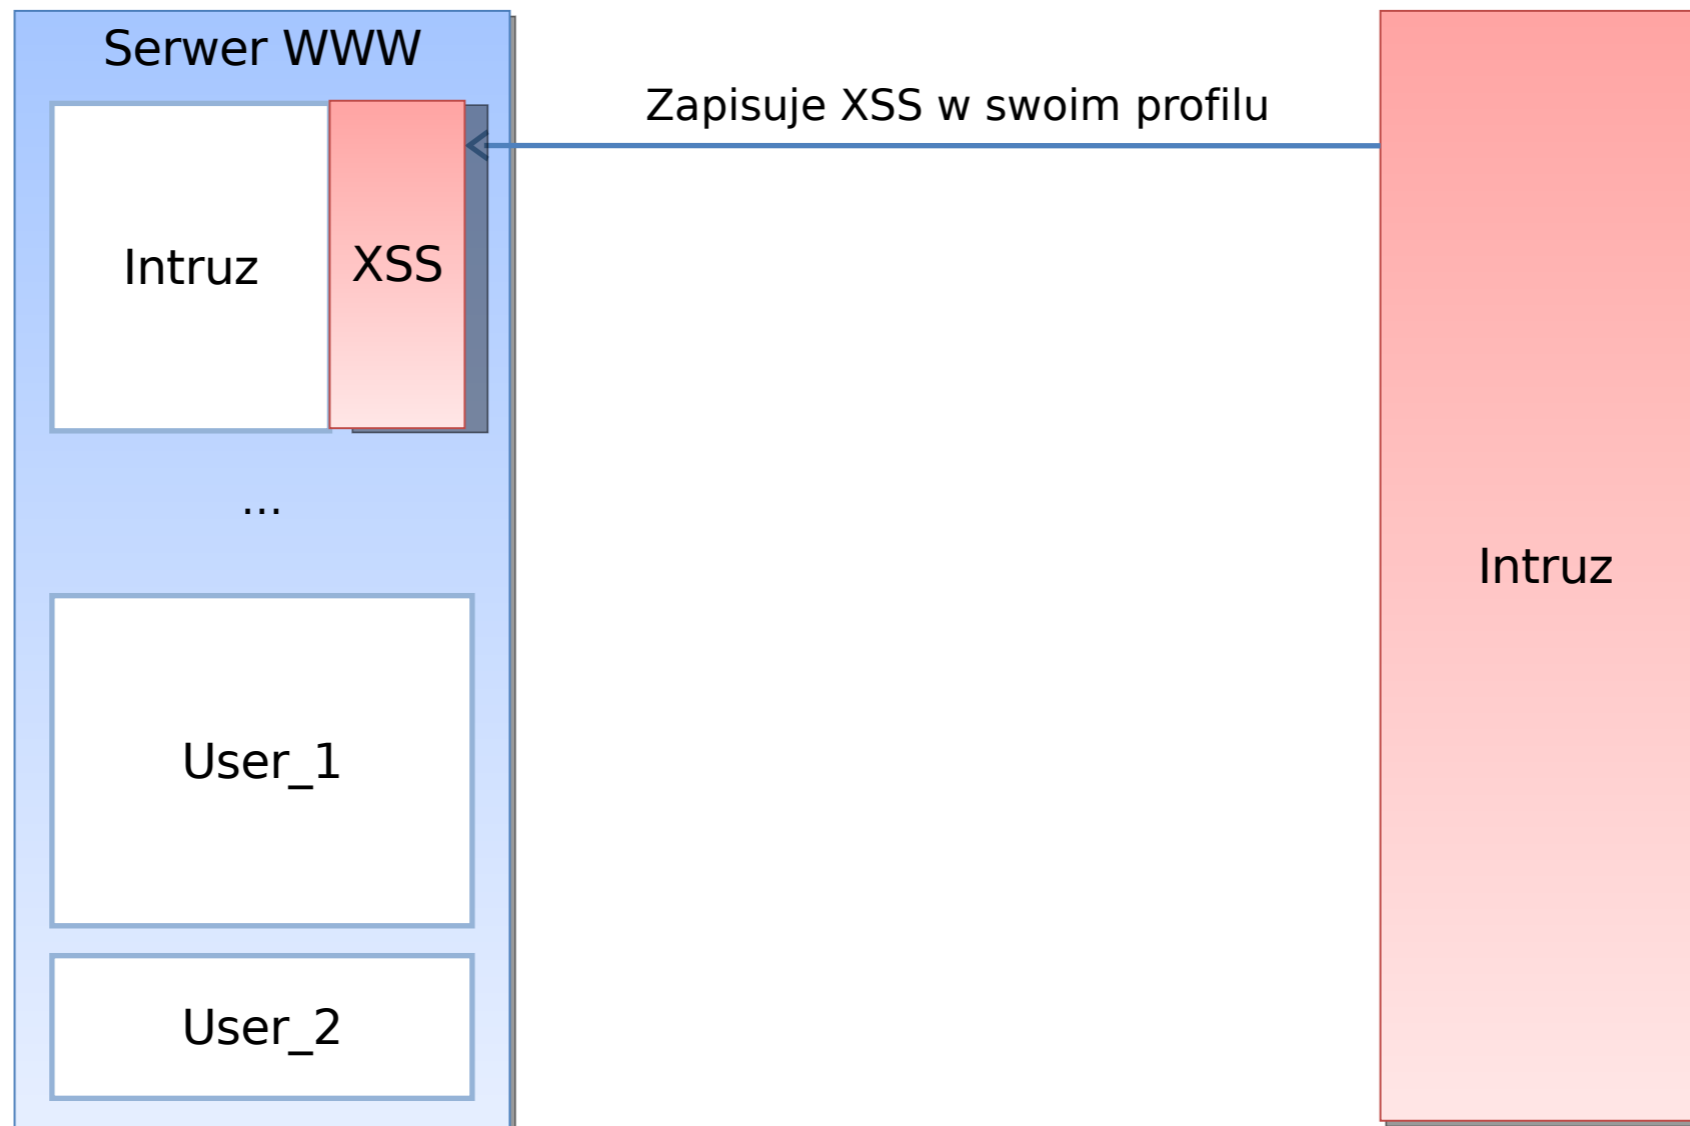 Serwer WWW
Zapisuje XSS w swoim profilu
Intruz
XSS
...
Intruz
User_1
User_2